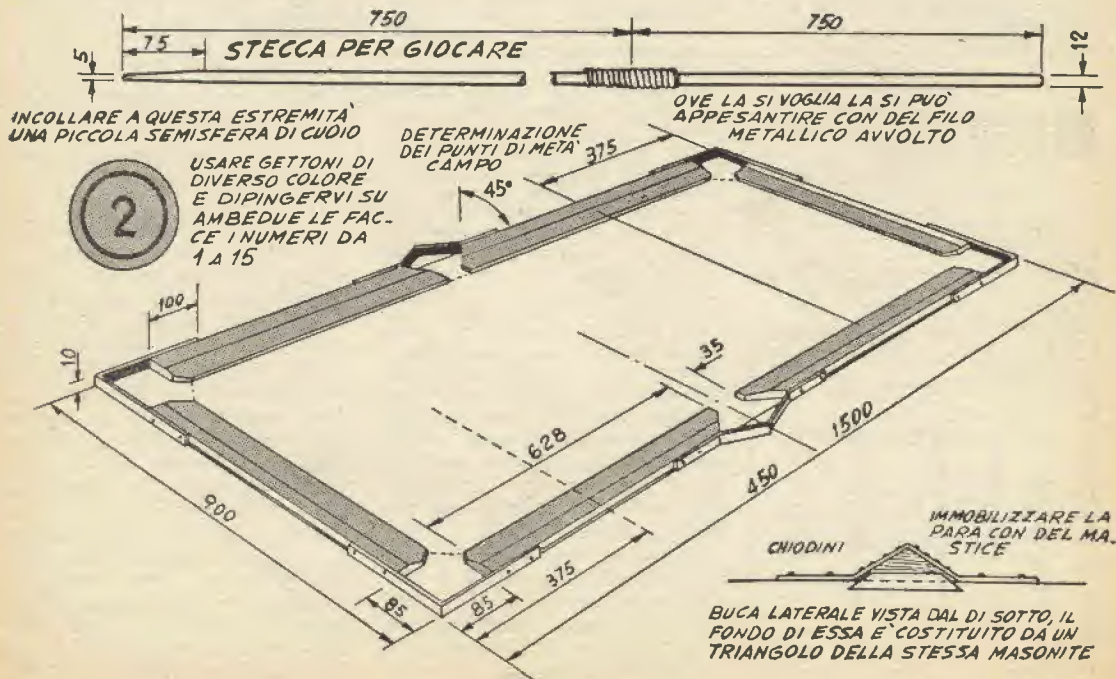 750
750
75
STECCA PER GIOCARE
5
12
INCOLLARE A QUESTA ESTREMITÀ
UNA PICCOLA SEMISFERA DI CUOIO
OVE LA SI VOGLIA LA SI PUÒ
APPESANTIRE CON DEL FILO
METALLICO AVVOLTO
DETERMINAZIONE
DEI PUNTI DI METÀ
CAMPO
375
45°
2
USARE GETTONI DI
DIVERSO COLORE
E DIPINGERVI SU
AMBEDUE LE FAC-
CE I NUMERI DA
1 A 15
100
10
35
628
1500
450
900
375
85
85
IMMOBILIZZARE LA
PARA CON DEL MA-
STICE
CHIODINI
BUCA LATERALE VISTA DAL DI SOTTO, IL
FONDO DI ESSA E' COSTITUITO DA UN
TRIANGOLO DELLA STESSA MASONITE